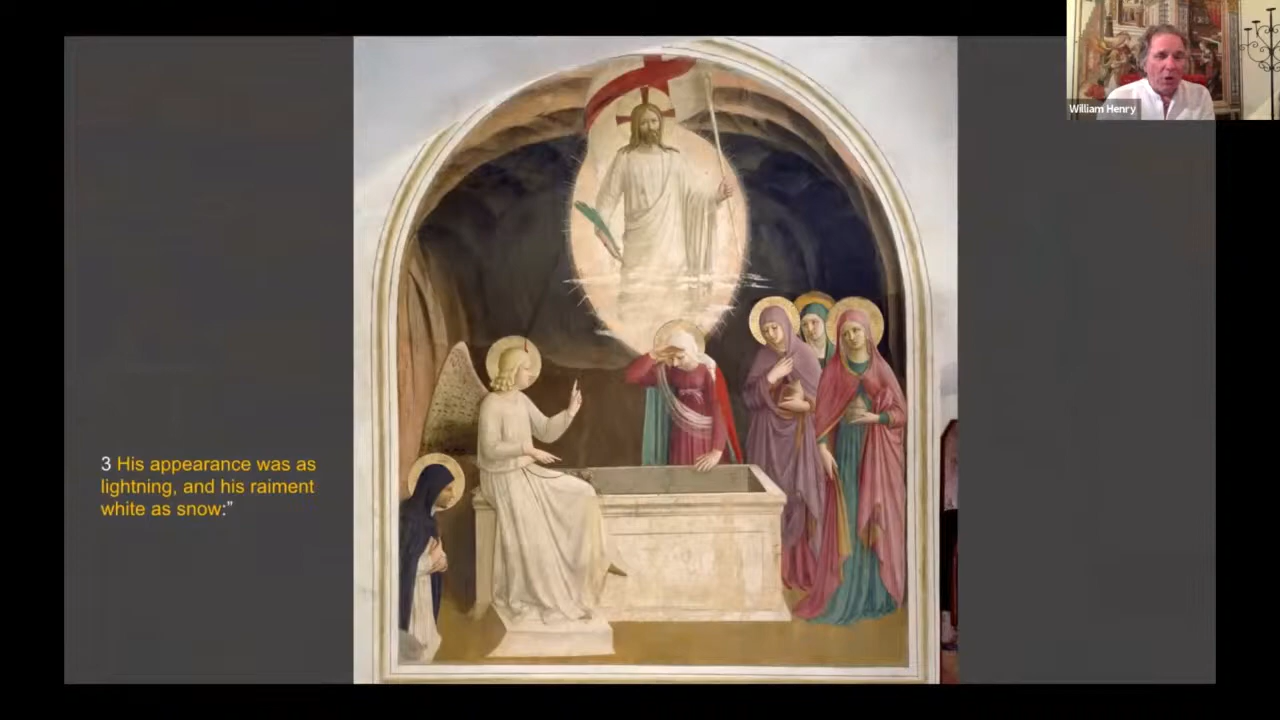 William Henry
3 His appearance was as
lightning, and his raiment
white as snow:”